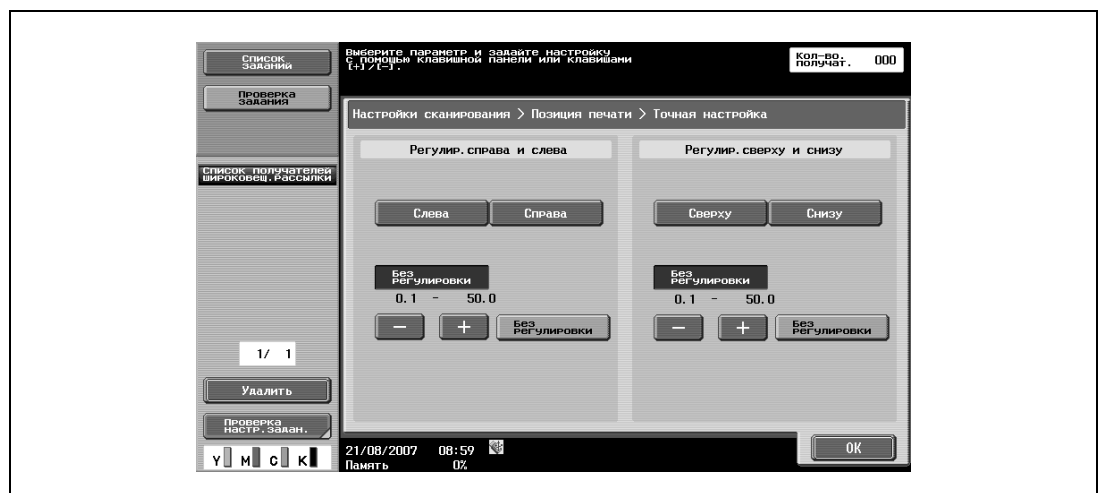 Список
заданий
Проверка
задания
Список получателей
широковещ.рассылки
1/ 1
Удалить
Проверка
настр.задан.
Y M C K
Выберите параметр и задайте настройку
с помощью клавишной панели или клавишами
[+]/[-].
Кол-во.
получат. 000
Настройки сканирования > Позиция печати > Точная настройка
Регулир.справа и слева
Слева Справа
Без
регулировки
0.1 - 50.0
- + Без
регулировки
Регулир.сверху и снизу
Сверху Снизу
Без
регулировки
0.1 - 50.0
- + Без
регулировки
21/08/2007 08:59
Память 0%
OK